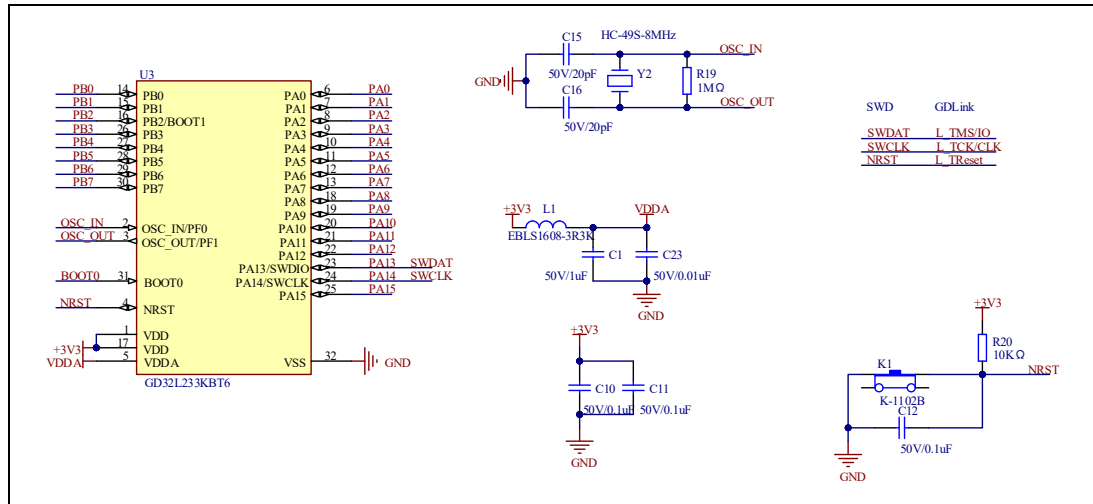 U3
PB0 14 PB0 PA0 6 PA0
PB1 15 PB1 PA1 7 PA1
PB2 16 PB2/BOOT1 PA2 8 PA2
PB3 26 PB3 PA3 9 PA3
PB4 27 PB4 PA4 10 PA4
PB5 28 PB5 PA5 11 PA5
PB6 29 PB6 PA6 12 PA6
PB7 30 PB7 PA7 13 PA7
PA8 18 PA8
PA9 19 PA9
OSC_IN 2 OSC_IN/PF0 PA10 20 PA10
OSC_OUT 3 OSC_OUT/PF1 PA11 21 PA11
PA12 22 PA12
PA13/SWDIO 23 PA13 SWDAT
BOOT0 31 BOOT0 PA14/SWCLK 24 PA14 SWCLK
PA15 25 PA15
NRST 4 NRST
1 VDD
+3V3 17 VDD
VDDA 5 VDDA VSS 32 GND
GD32L233KBT6
C15 HC-49S-8MHz OSC_IN
50V/20pF Y2 R19
GND 1MΩ
C16 OSC_OUT
50V/20pF
SWD GDLink
SWDAT L_TMS/IO
SWCLK L_TCK/CLK
NRST L_TReset
+3V3 L1 VDDA
EBLS1608-3R3K
C1 C23
50V/1uF 50V/0.01uF
GND
+3V3
C10 C11
50V/0.1uF 50V/0.1uF
GND
+3V3
R20
10KΩ
K1 NRST
K-1102B
C12
50V/0.1uF
GND